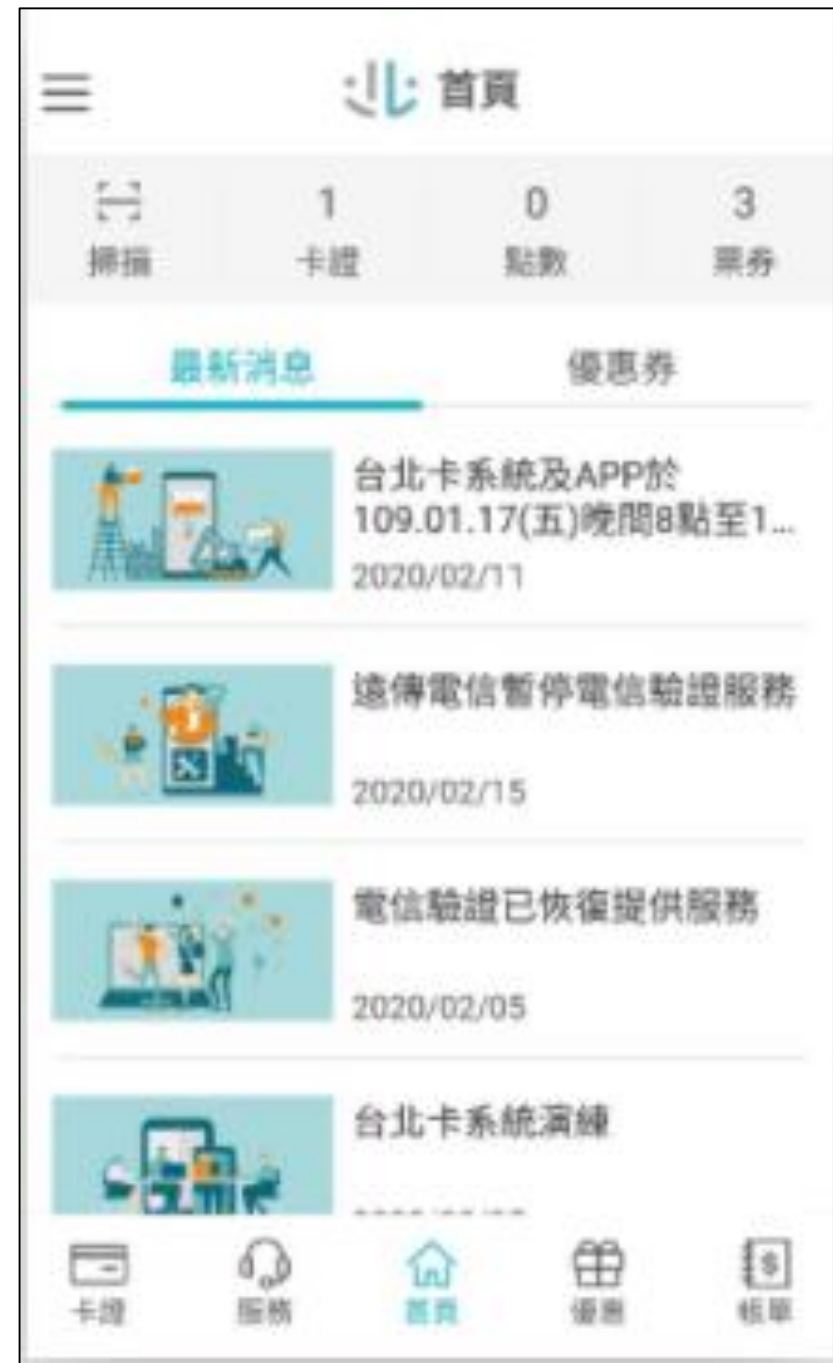 首頁
1
0
3
掃描
卡證
點數
票券
最新消息
優惠券
台北卡系統及APP於
109.01.17(五)晚間8點至1...
2020/02/11
遠傳電信暫停電信驗證服務
2020/02/15
電信驗證已恢復提供服務
2020/02/05
台北卡系統演練
卡證
服務
首頁
優惠
帳單